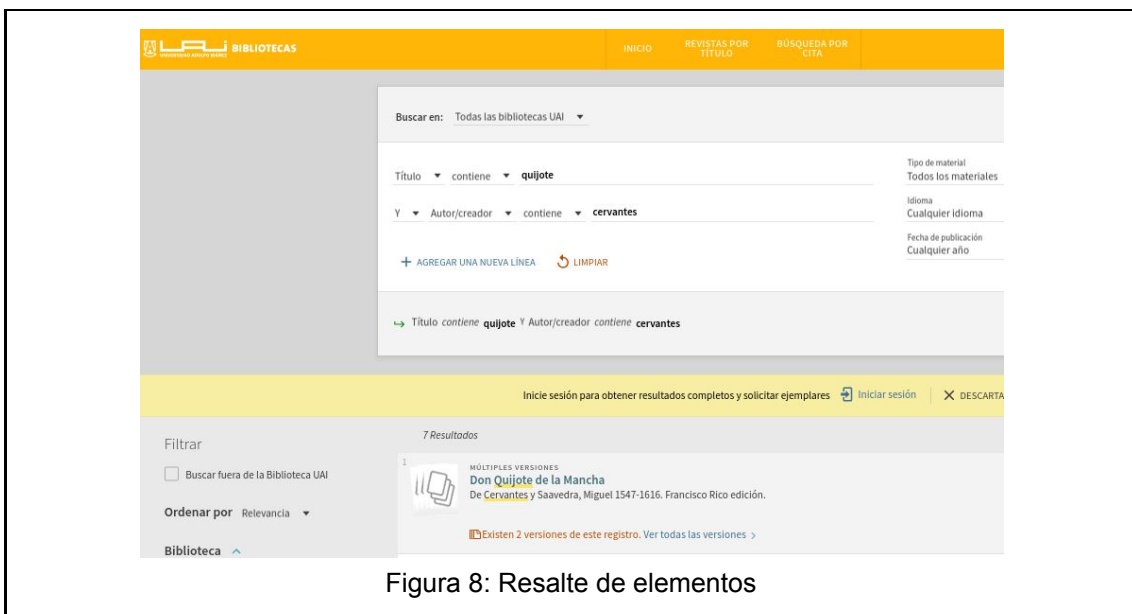 UAI BIBLIOTECAS
UNIVERSIDAD ADOLFO IBÁÑEZ
INICIO
REVISTAS POR TÍTULO
BÚSQUEDA POR CITA
Buscar en: Todas las bibliotecas UAI
Título contiene quijote
Y Autor/creador contiene cervantes
+ AGREGAR UNA NUEVA LÍNEA LIMPIAR
Tipo de material
Todos los materiales
Idioma
Cualquier idioma
Fecha de publicación
Cualquier año
Título contiene quijote Y Autor/creador contiene cervantes
Inicie sesión para obtener resultados completos y solicitar ejemplares Iniciar sesión DESCARTA
Filtrar
Buscar fuera de la Biblioteca UAI
Ordenar por Relevancia
Biblioteca
7 Resultados
1
MÚLTIPLES VERSIONES
Don Quijote de la Mancha
De Cervantes y Saavedra, Miguel 1547-1616. Francisco Rico edición.
Existen 2 versiones de este registro. Ver todas las versiones >
Figura 8: Resalte de elementos